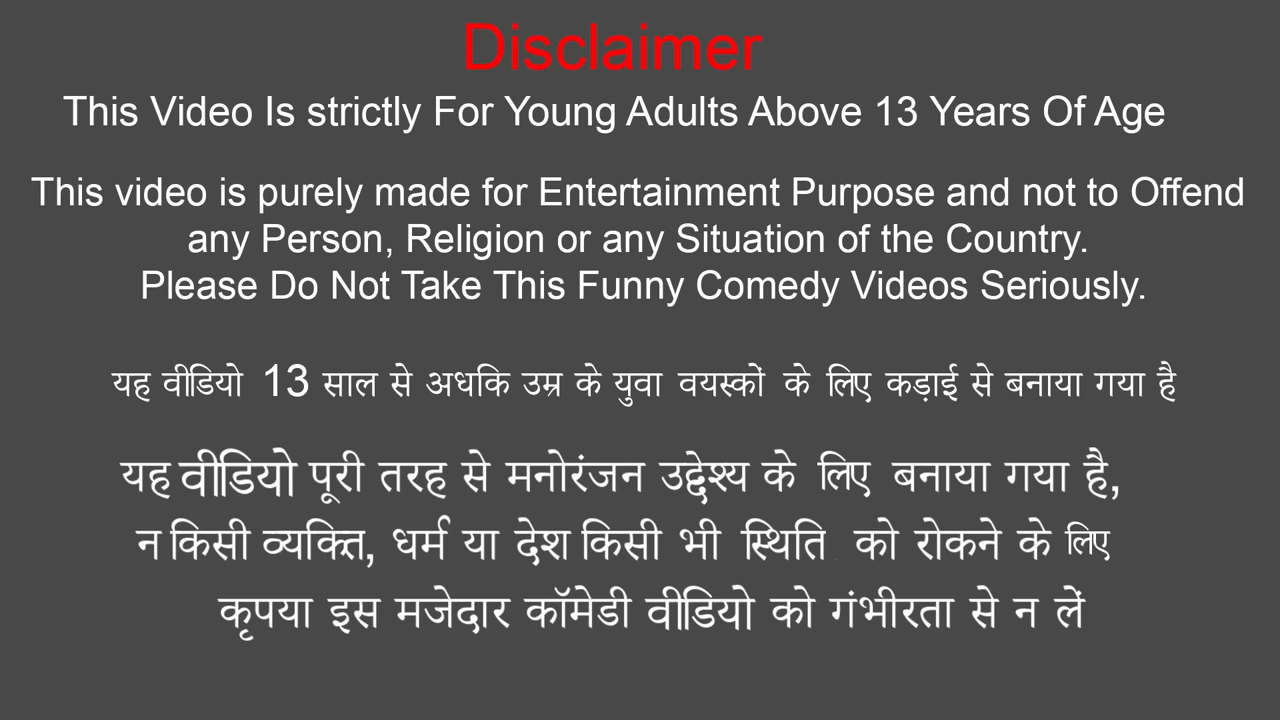 Disclaimer
This Video Is strictly For Young Adults Above 13 Years Of Age
This video is purely made for Entertainment Purpose and not to Offend
any Person, Religion or any Situation of the Country.
Please Do Not Take This Funny Comedy Videos Seriously.
यह वीडियो 13 साल से अधकि उम्र के युवा वयस्कों के लिए कड़ाई से बनाया गया है
यह वीडियो पूरी तरह से मनोरंजन उद्देश्य के लिए बनाया गया है,
न किसी व्यक्ति, धर्म या देश किसी भी स्थिति को रोकने के लिए
कृपया इस मजेदार कॉमेडी वीडियो को गंभीरता से न लें